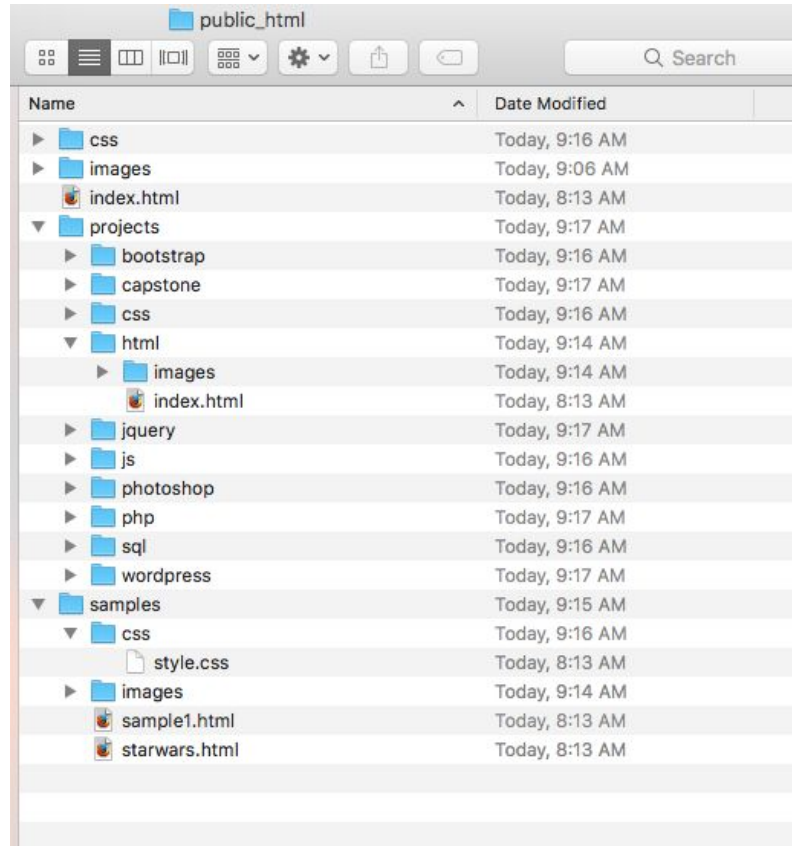 public_html
Search
Name Date Modified
css Today, 9:16 AM
images Today, 9:06 AM
index.html Today, 8:13 AM
projects Today, 9:17 AM
bootstrap Today, 9:16 AM
capstone Today, 9:17 AM
css Today, 9:16 AM
html Today, 9:14 AM
images Today, 9:14 AM
index.html Today, 8:13 AM
jquery Today, 9:17 AM
js Today, 9:16 AM
photoshop Today, 9:16 AM
php Today, 9:17 AM
sql Today, 9:16 AM
wordpress Today, 9:17 AM
samples Today, 9:15 AM
css Today, 9:16 AM
style.css Today, 8:13 AM
images Today, 9:14 AM
sample1.html Today, 8:13 AM
starwars.html Today, 8:13 AM